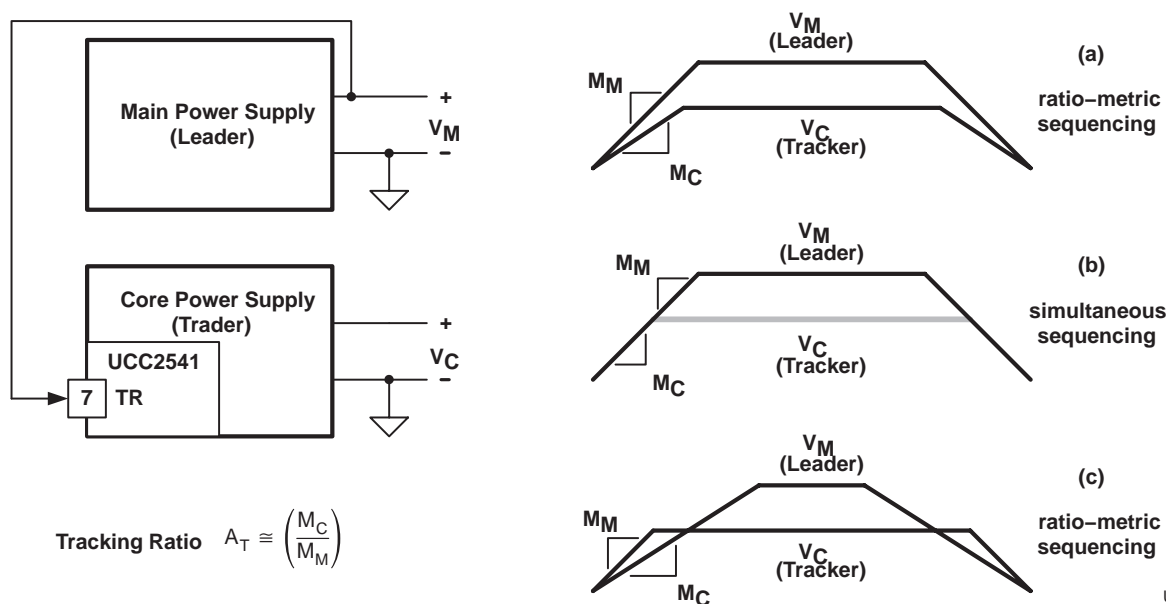 Main Power Supply
(Leader)
+
VM
-
Core Power Supply
(Trader)
UCC2541
7
TR
+
VC
-
Tracking Ratio AT ≅ (MC/MM)
VM
(Leader)
MM
VC
(Tracker)
MC
(a)
ratio-metric
sequencing
VM
(Leader)
MM
VC
(Tracker)
MC
(b)
simultaneous
sequencing
VM
(Leader)
MM
VC
(Tracker)
MC
(c)
ratio-metric
sequencing